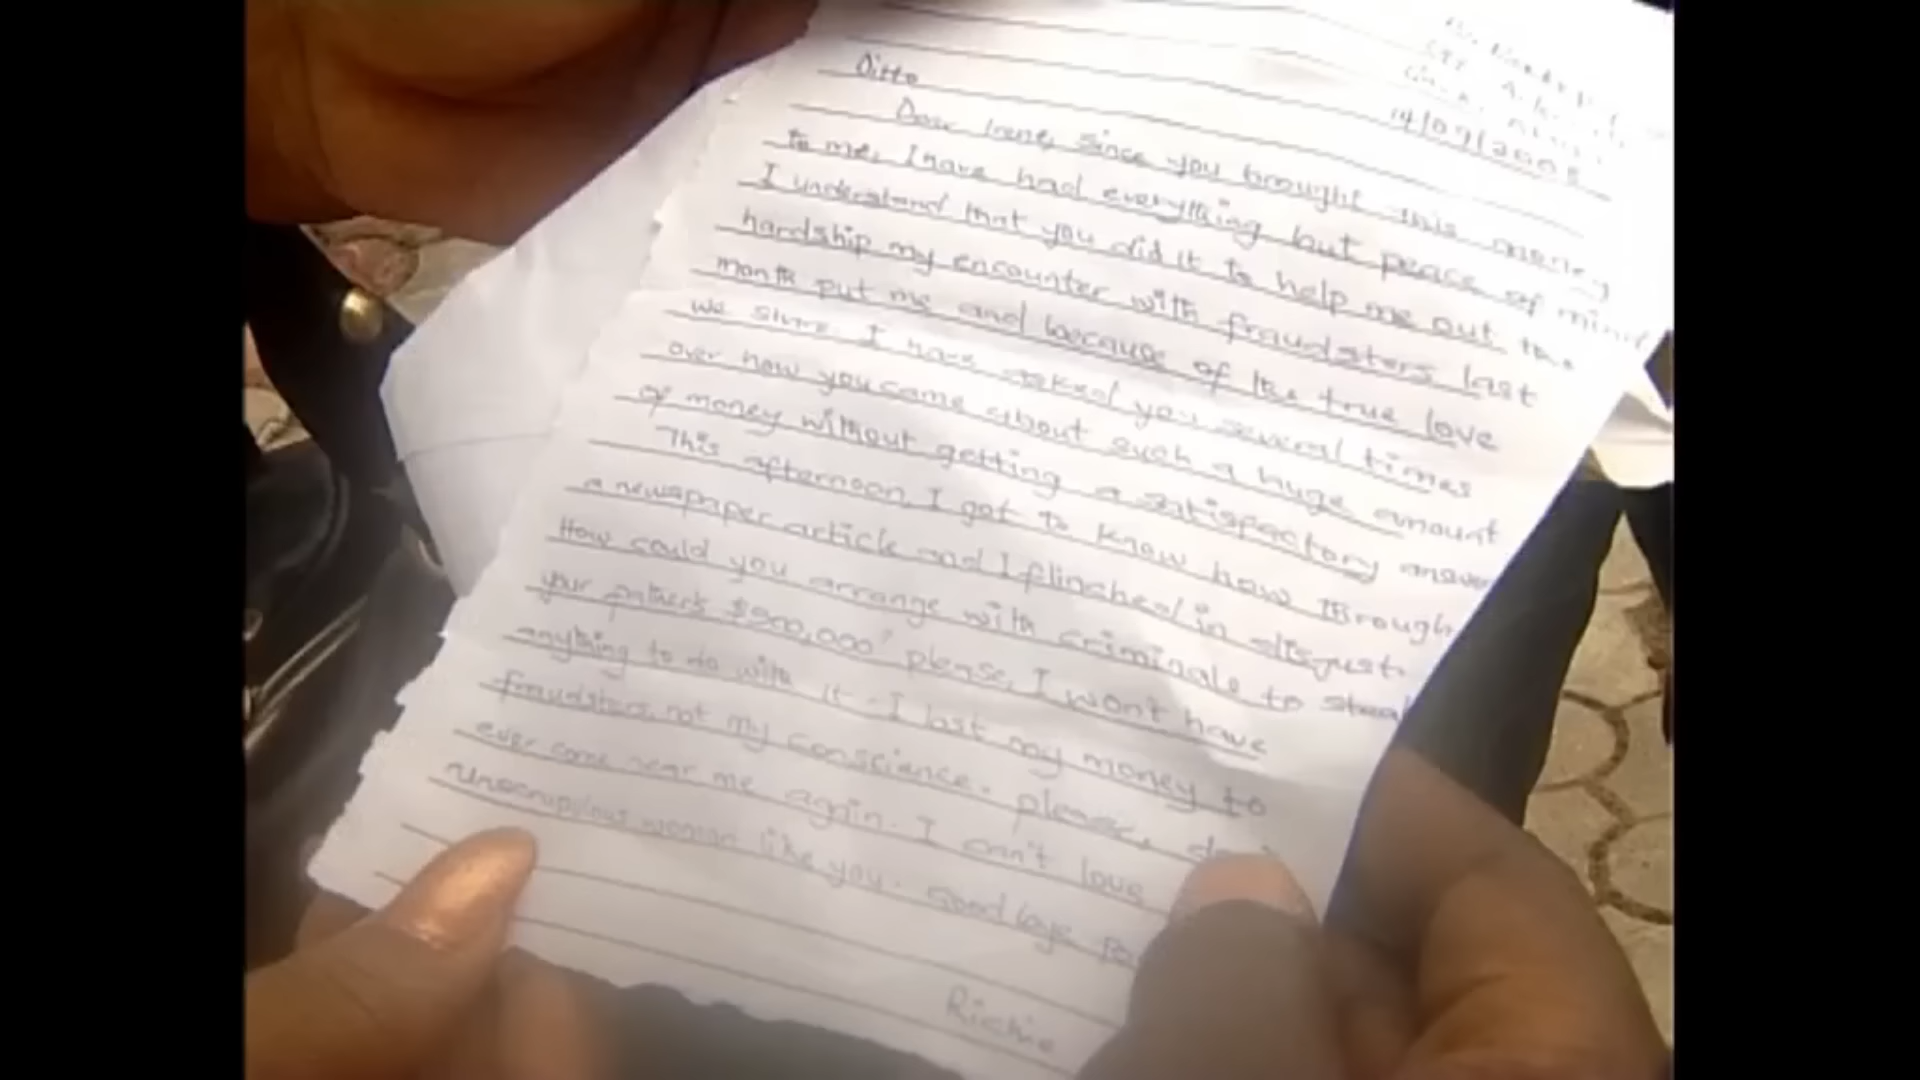 14/07/2008
Ditto
Dear Irene, since you brought this money
to me, I have had everything but peace of mind
I understand that you did it to help me out the
hardship my encounter with fraudsters last
month put me and because of the true love
we share. I have asked you several times
over how you came about such a huge amount
of money without getting a satisfactory answer
This afternoon, I got to know how through
a newspaper article and I flinched in disgust.
How could you arrange with criminals to steal
your father's $900,000? please, I won't have
anything to do with it. I lost my money to
fraudsters, not my conscience. please, don't
ever come near me again. I can't love
unscrupulous woman like you. Good bye
Richie